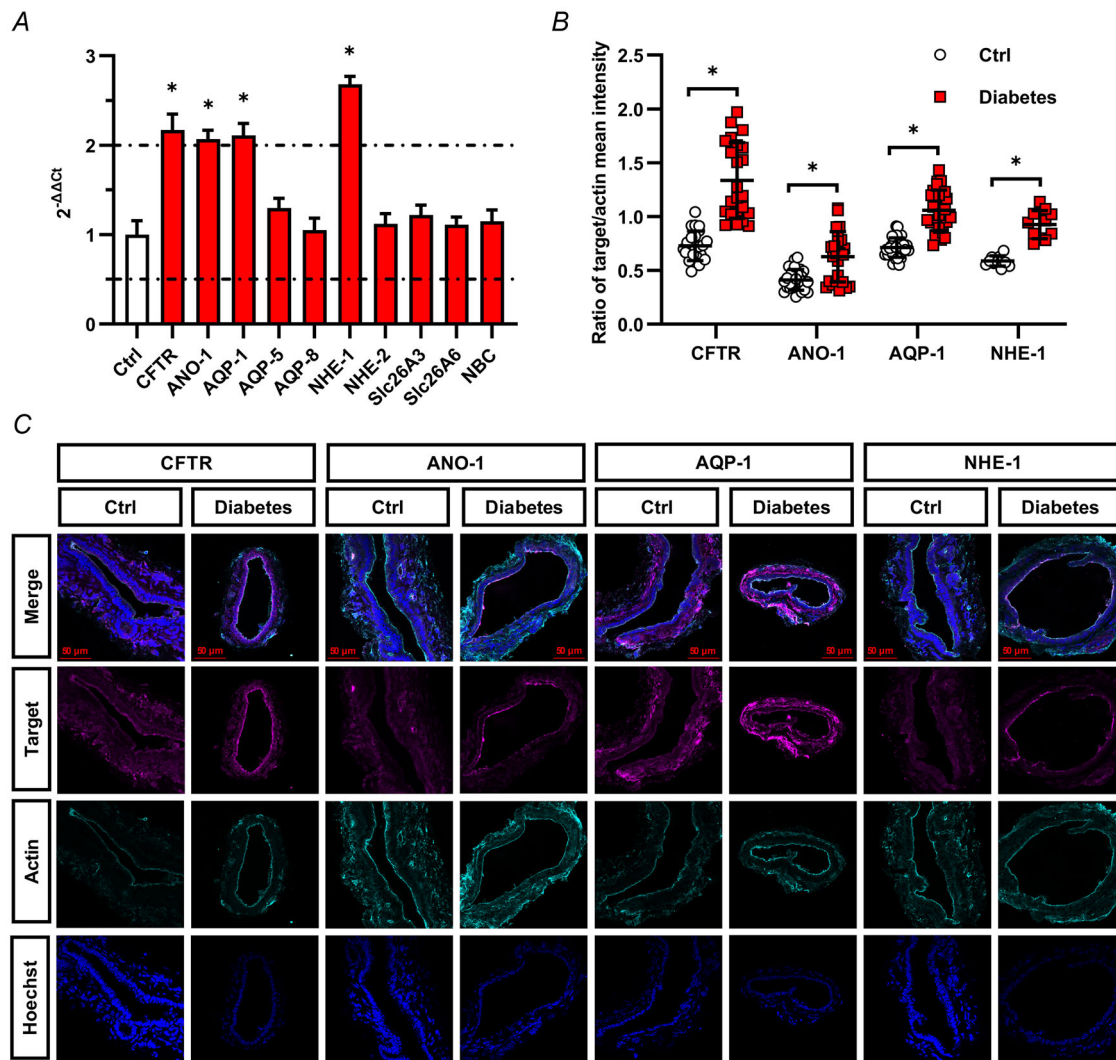 A
3
2
1
0
2-ΔΔCt
*
*
*
*
Ctrl
CFTR
ANO-1
AQP-1
AQP-5
AQP-8
NHE-1
NHE-2
Slc26A3
Slc26A6
NBC
B
Ratio of target/actin mean intensity
2.5
2.0
1.5
1.0
0.5
0.0
Ctrl
Diabetes
*
*
*
*
CFTR ANO-1 AQP-1 NHE-1
C
CFTR ANO-1 AQP-1 NHE-1
Ctrl Diabetes Ctrl Diabetes Ctrl Diabetes Ctrl Diabetes
Merge
50 µm 50 µm 50 µm 50 µm 50 µm 50 µm 50 µm 50 µm
Target
Actin
Hoechst